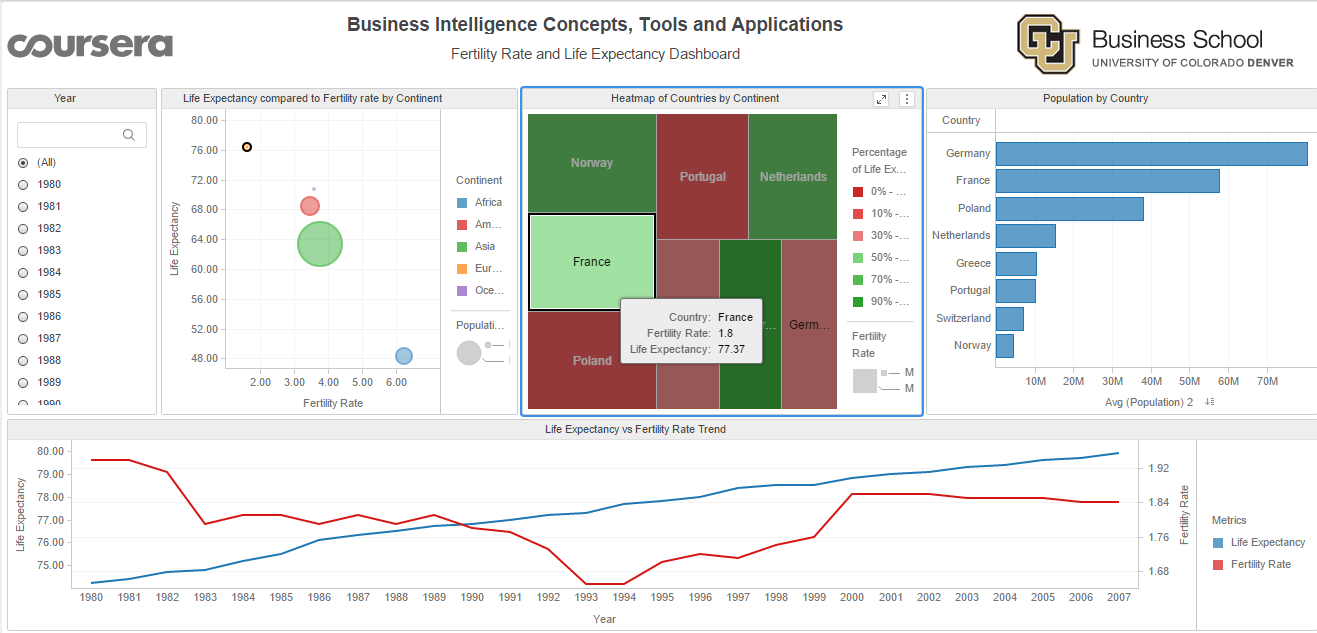 coursera
Business Intelligence Concepts, Tools and Applications
Fertility Rate and Life Expectancy Dashboard
CU
Business School
UNIVERSITY OF COLORADO DENVER
Year
(All)
1980
1981
1982
1983
1984
1985
1986
1987
1988
1989
1990
Life Expectancy compared to Fertility rate by Continent
Life Expectancy
80.00
76.00
72.00
68.00
64.00
60.00
56.00
52.00
48.00
2.00 3.00 4.00 5.00 6.00
Fertility Rate
Continent
Africa
Am...
Asia
Eur...
Oce...
Populati...
Heatmap of Countries by Continent
Norway
Portugal
Netherlands
France
Poland
Germ...
Country: France
Fertility Rate: 1.8
Life Expectancy: 77.37
Percentage
of Life Ex...
0% - ...
10% -...
30% -...
50% -...
70% -...
90% -...
Fertility
Rate
M
M
Population by Country
Country
Germany
France
Poland
Netherlands
Greece
Portugal
Switzerland
Norway
10M 20M 30M 40M 50M 60M 70M
Avg (Population) 2
Life Expectancy vs Fertility Rate Trend
Life Expectancy
80.00
79.00
78.00
77.00
76.00
75.00
1980 1981 1982 1983 1984 1985 1986 1987 1988 1989 1990 1991 1992 1993 1994 1995 1996 1997 1998 1999 2000 2001 2002 2003 2004 2005 2006 2007
Year
1.92
1.84
1.76
1.68
Fertility Rate
Metrics
Life Expectancy
Fertility Rate